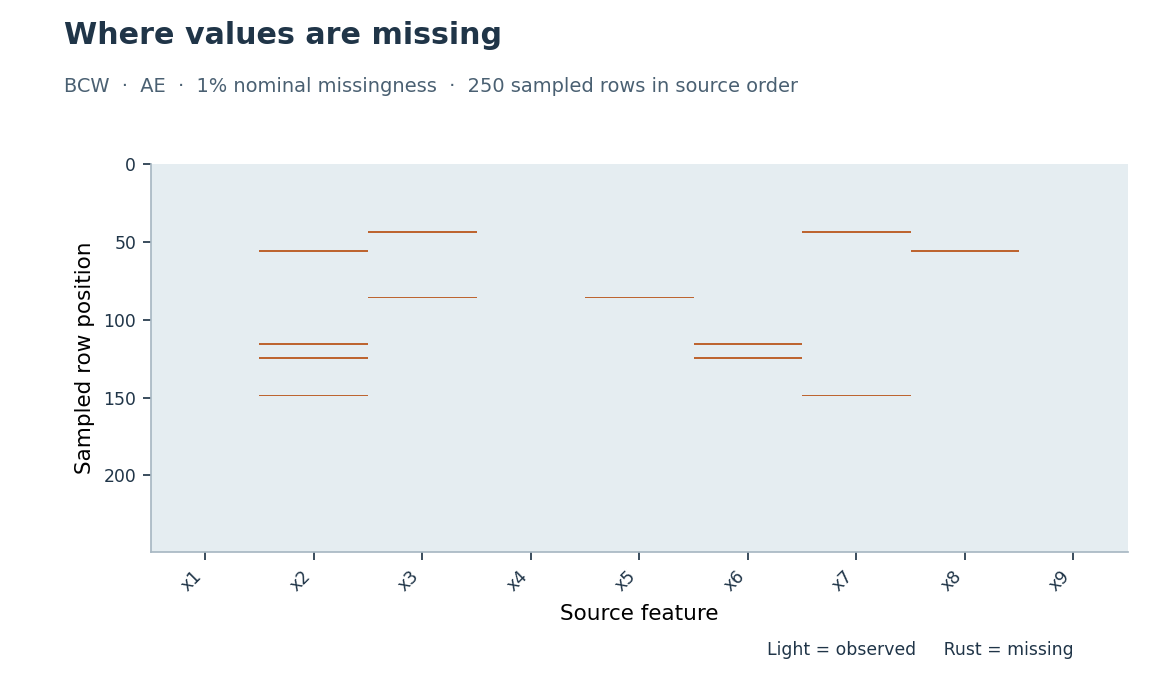 Where values are missing
BCW · AE · 1% nominal missingness · 250 sampled rows in source order
0
50
100
150
200
Sampled row position
x1 x2 x3 x4 x5 x6 x7 x8 x9
Source feature
Light = observed Rust = missing